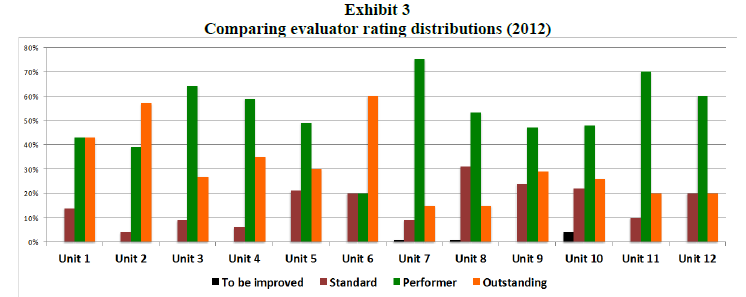 Exhibit 3
Comparing evaluator rating distributions (2012)
80%
70%
60%
50%
40%
30%
20%
10%
0%
Unit 1 Unit 2 Unit 3 Unit 4 Unit 5 Unit 6 Unit 7 Unit 8 Unit 9 Unit 10 Unit 11 Unit 12
To be improved Standard Performer Outstanding